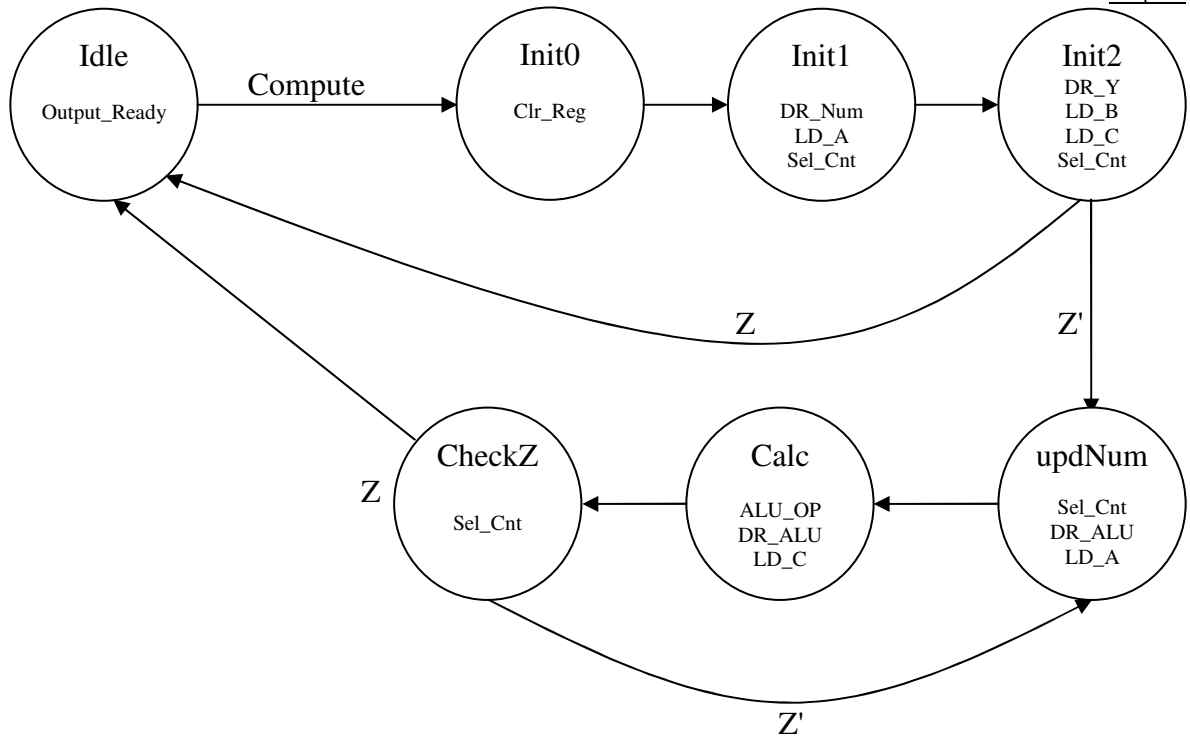 Idle
Output_Ready
Compute
Init0
Clr_Reg
Init1
DR_Num
LD_A
Sel_Cnt
Init2
DR_Y
LD_B
LD_C
Sel_Cnt
Z
Z'
CheckZ
Sel_Cnt
Z
Calc
ALU_OP
DR_ALU
LD_C
updNum
Sel_Cnt
DR_ALU
LD_A
Z'